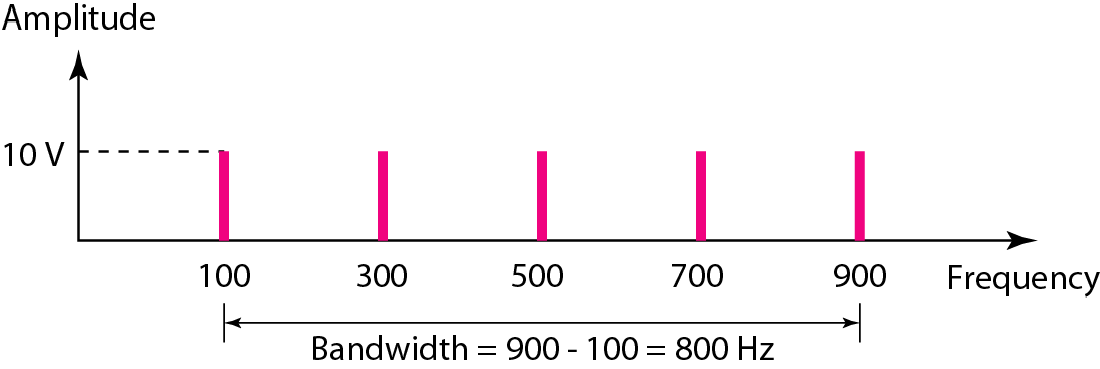 Amplitude
10 V
100 300 500 700 900 Frequency
Bandwidth = 900 - 100 = 800 Hz